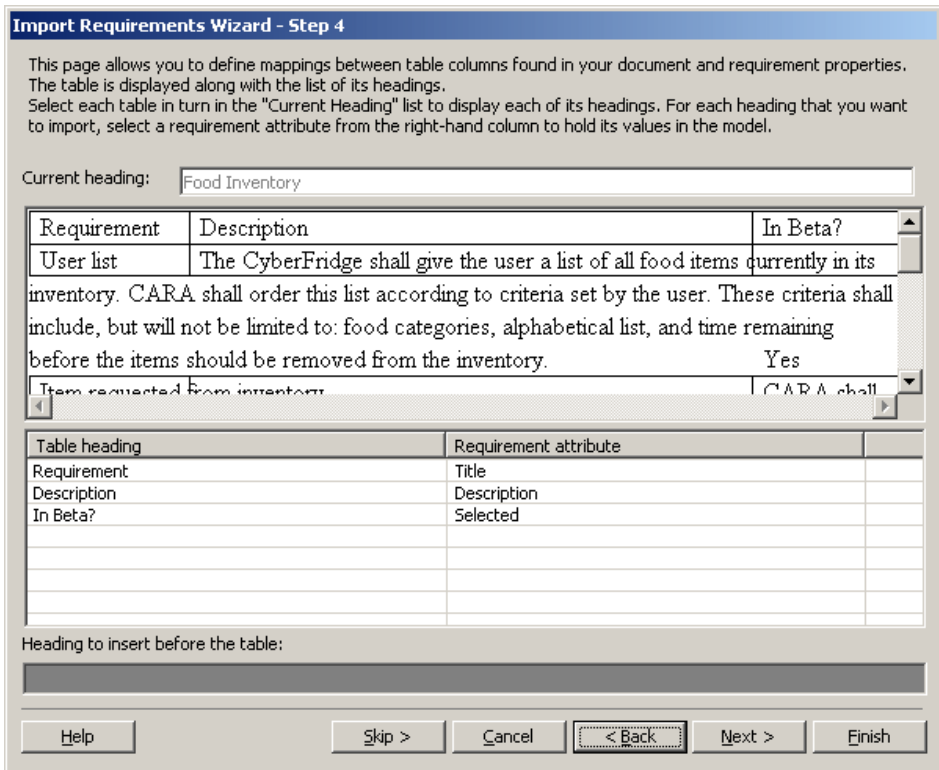 Import Requirements Wizard - Step 4
This page allows you to define mappings between table columns found in your document and requirement properties.
The table is displayed along with the list of its headings.
Select each table in turn in the "Current Heading" list to display each of its headings. For each heading that you want
to import, select a requirement attribute from the right-hand column to hold its values in the model.
Current heading: Food Inventory
Requirement Description In Beta?
User list The CyberFridge shall give the user a list of all food items currently in its
inventory. CARA shall order this list according to criteria set by the user. These criteria shall
include, but will not be limited to: food categories, alphabetical list, and time remaining
before the items should be removed from the inventory. Yes
Item requested from inventory CARA shall
Table heading Requirement attribute
Requirement Title
Description Description
In Beta? Selected
Heading to insert before the table:
Help Skip > Cancel < Back Next > Finish